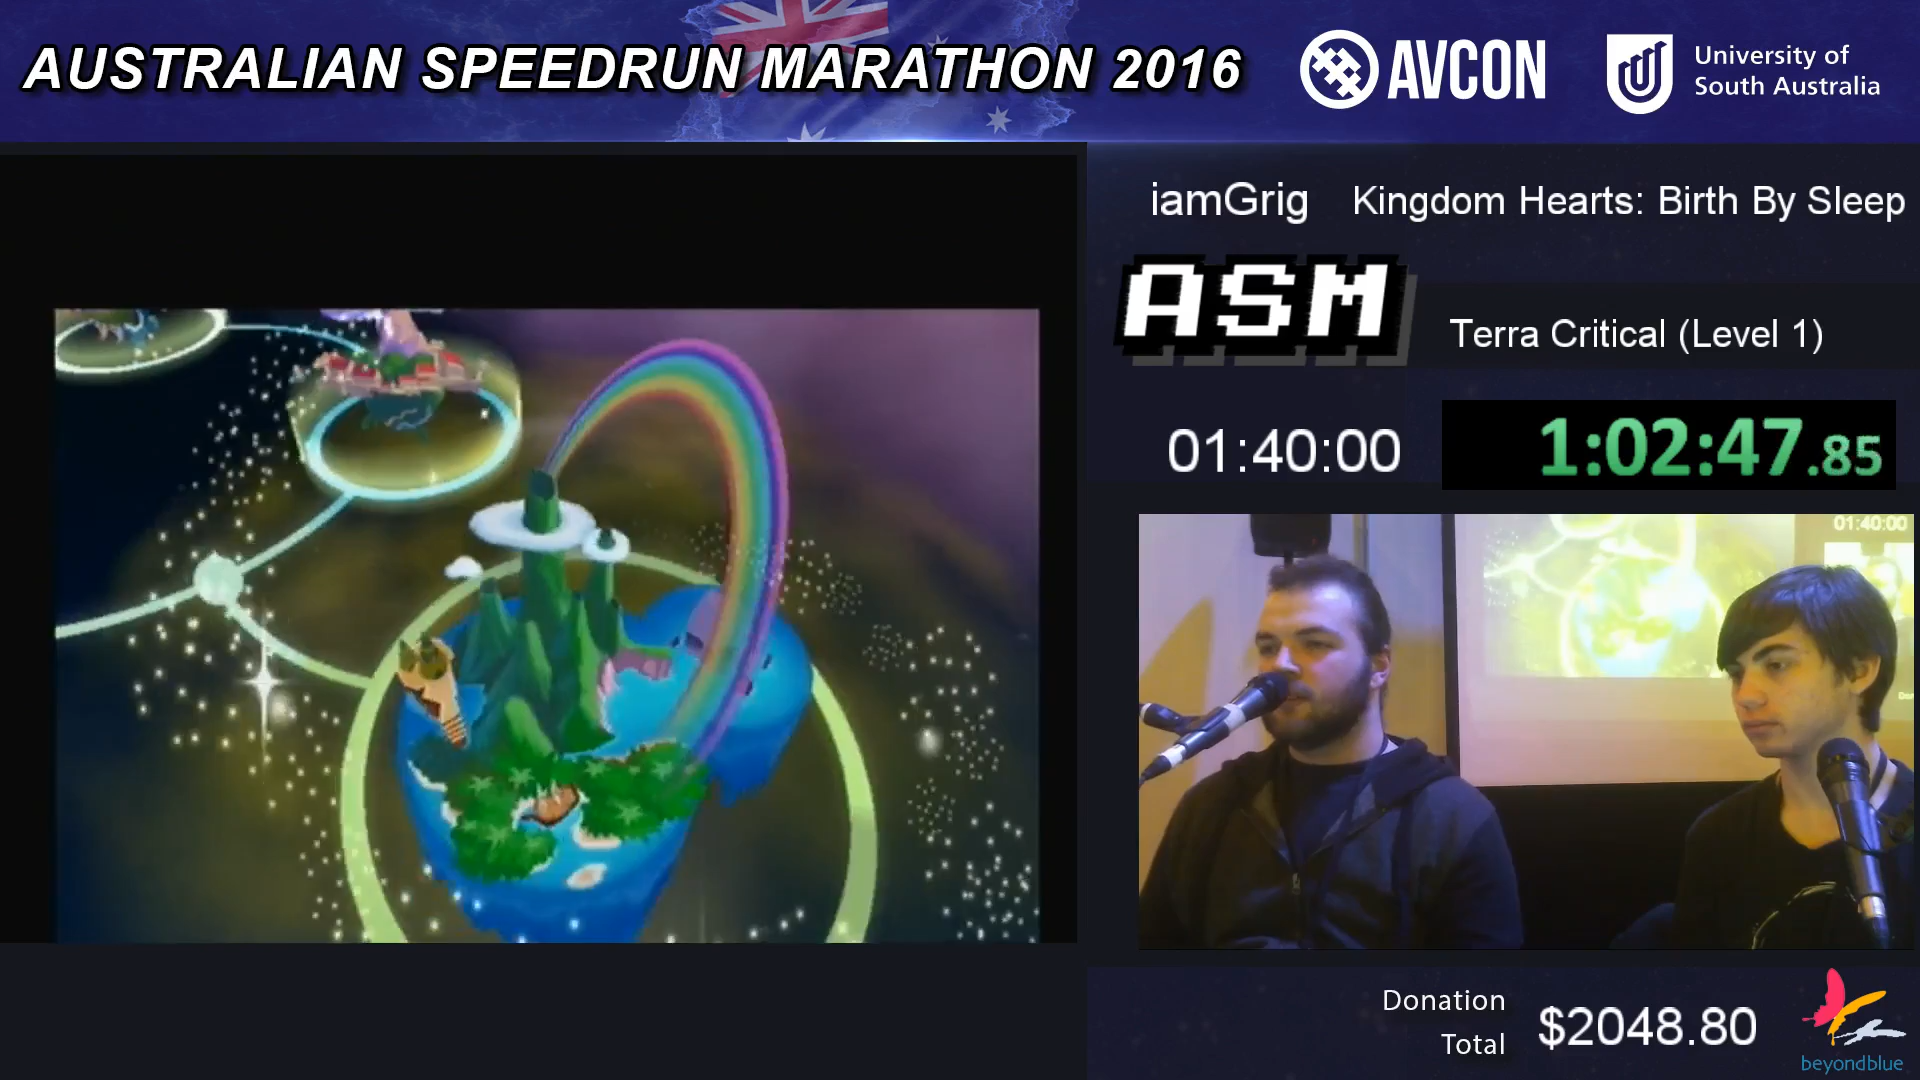 AUSTRALIAN SPEEDRUN MARATHON 2016
AVCON
University of
South Australia
iamGrig
Kingdom Hearts: Birth By Sleep
ASM
Terra Critical (Level 1)
01:40:00
1:02:47.85
01:40:00
Donation
Total
$2048.80
beyondblue